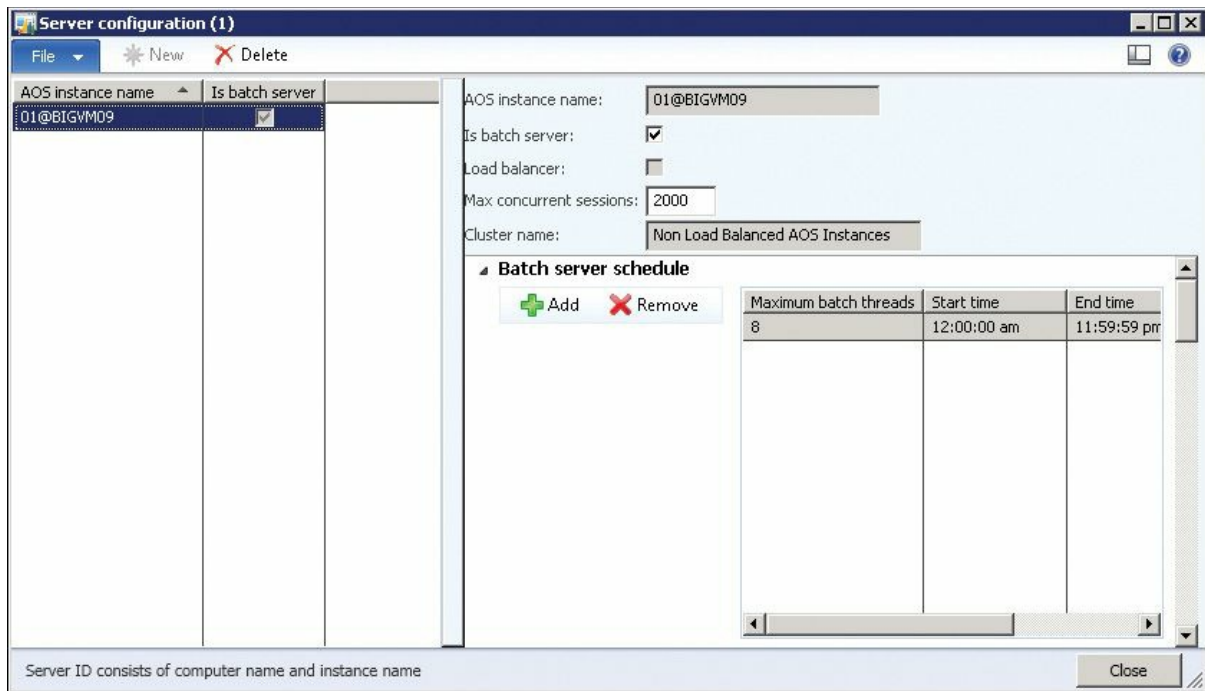 Server configuration (1)
File New Delete
AOS instance name Is batch server
01@BIGVM09
AOS instance name: 01@BIGVM09
Is batch server:
Load balancer:
Max concurrent sessions: 2000
Cluster name: Non Load Balanced AOS Instances
Batch server schedule
Add Remove
Maximum batch threads Start time End time
8 12:00:00 am 11:59:59 pm
Server ID consists of computer name and instance name
Close